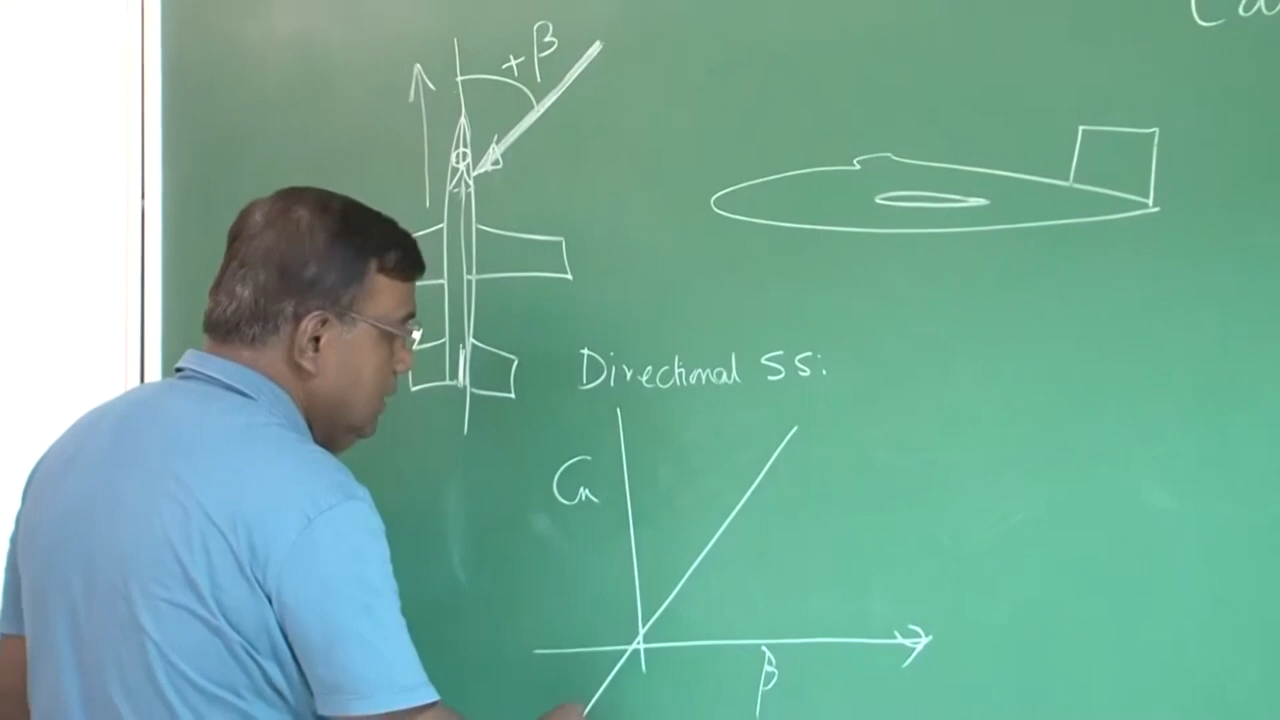 +β
Directional SS:
Cn
β